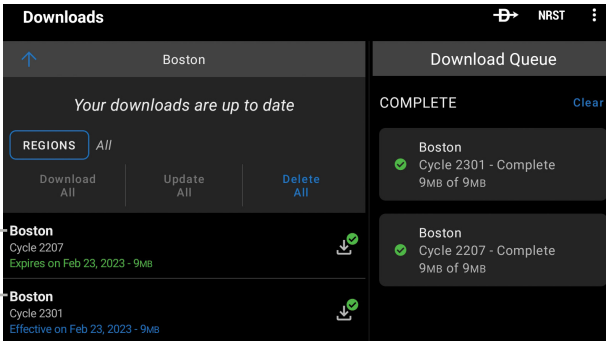 Downloads
D NRST
Boston
Your downloads are up to date
REGIONS All
Download All
Update All
Delete All
Boston
Cycle 2207
Expires on Feb 23, 2023 - 9MB
Boston
Cycle 2301
Effective on Feb 23, 2023 - 9MB
Download Queue
COMPLETE Clear
Boston
Cycle 2301 - Complete
9MB of 9MB
Boston
Cycle 2207 - Complete
9MB of 9MB